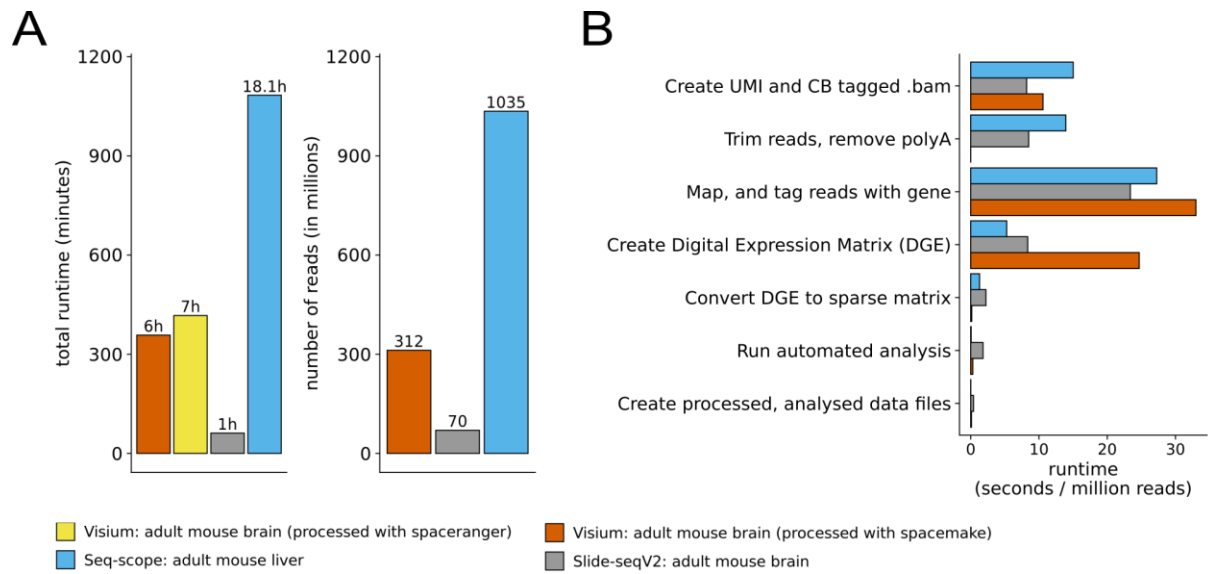 A
B
total runtime (minutes)
1200
900
600
300
0
6h
7h
1h
18.1h
number of reads (in millions)
1200
900
600
300
0
312
70
1035
Create UMI and CB tagged .bam
Trim reads, remove polyA
Map, and tag reads with gene
Create Digital Expression Matrix (DGE)
Convert DGE to sparse matrix
Run automated analysis
Create processed, analysed data files
0 10 20 30
runtime
(seconds / million reads)
Visium: adult mouse brain (processed with spaceranger)
Visium: adult mouse brain (processed with spacemake)
Seq-scope: adult mouse liver
Slide-seqV2: adult mouse brain